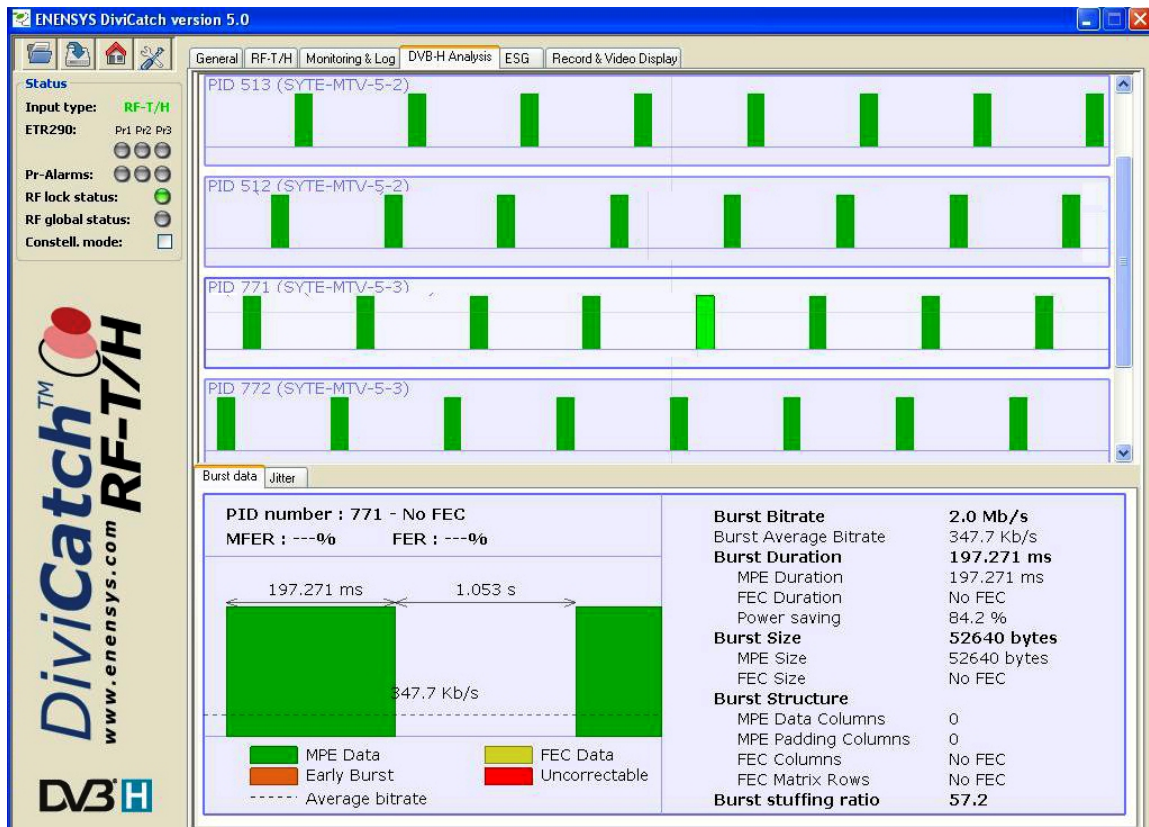 ENENSYS DiviCatch version 5.0
General RF-T/H Monitoring & Log DVB-H Analysis ESG Record & Video Display
Status
Input type: RF-T/H
ETR290: Pr1 Pr2 Pr3
Pr-Alarms:
RF lock status:
RF global status:
Constell. mode:
DiviCatch™
RF-T/H
www.enensys.com
DVB H
PID 513 (SYTE-MTV-5-2)
PID 512 (SYTE-MTV-5-2)
PID 771 (SYTE-MTV-5-3)
PID 772 (SYTE-MTV-5-3)
Burst data Jitter
PID number : 771 - No FEC
MFER : ---% FER : ---%
197.271 ms 1.053 s
347.7 Kb/s
MPE Data FEC Data
Early Burst Uncorrectable
Average bitrate
Burst Bitrate 2.0 Mb/s
Burst Average Bitrate 347.7 Kb/s
Burst Duration 197.271 ms
MPE Duration 197.271 ms
FEC Duration No FEC
Power saving 84.2 %
Burst Size 52640 bytes
MPE Size 52640 bytes
FEC Size No FEC
Burst Structure
MPE Data Columns 0
MPE Padding Columns 0
FEC Columns No FEC
FEC Matrix Rows No FEC
Burst stuffing ratio 57.2